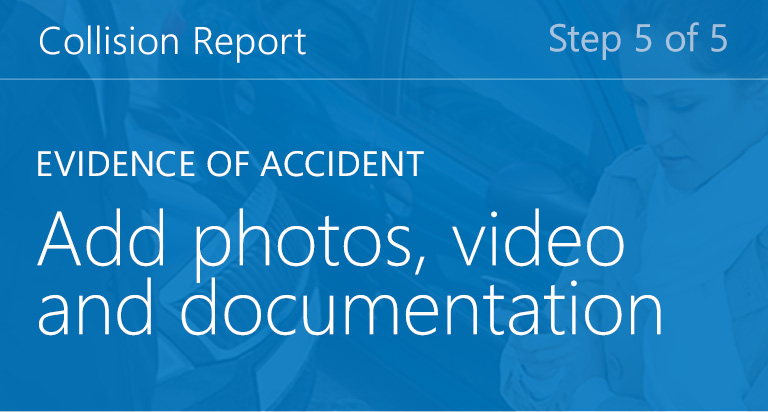 Collision Report
Step 5 of 5
EVIDENCE OF ACCIDENT
Add photos, video
and documentation